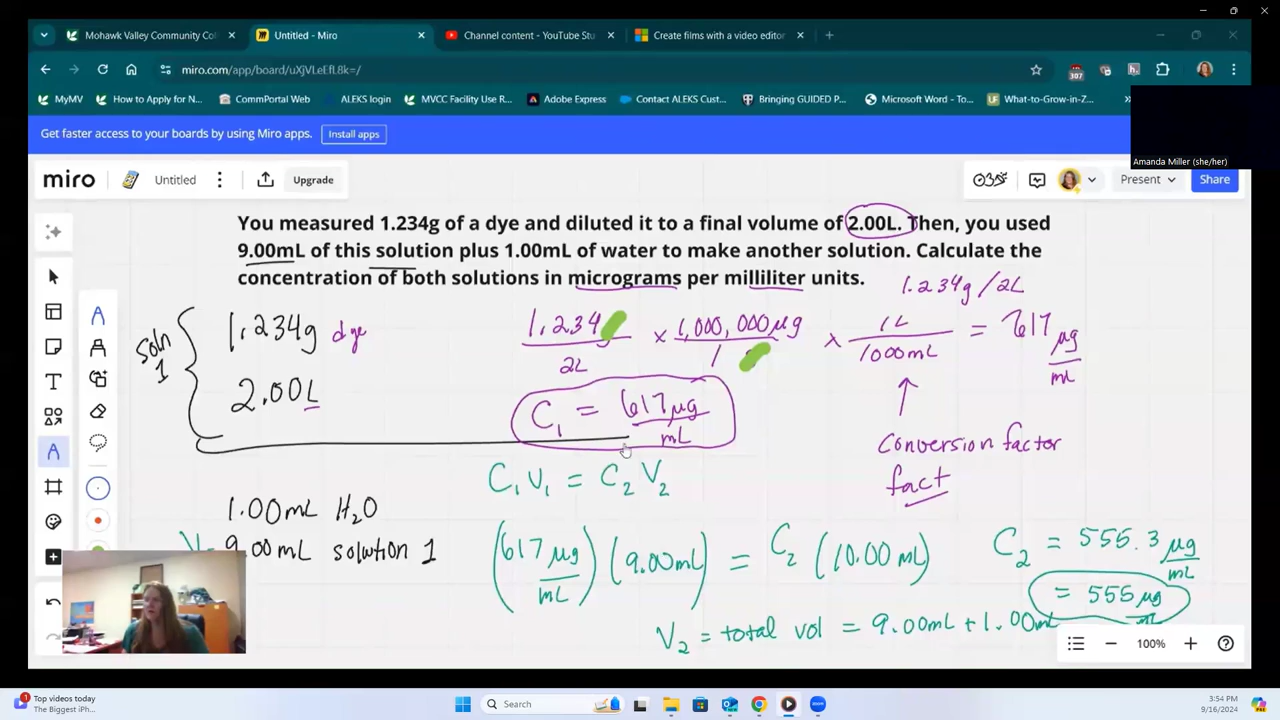 Mohawk Valley Community Col
Untitled - Miro
Channel content - YouTube Stu
Create films with a video editor
miro.com/app/board/uXjVLeEfL8k=/
307
MyMV
How to Apply for N...
CommPortal Web
ALEKS login
MVCC Facility Use R...
Adobe Express
Contact ALEKS Cust...
Bringing GUIDED P...
Microsoft Word - To...
What-to-Grow-in-Z...
Get faster access to your boards by using Miro apps.
Install apps
Amanda Miller (she/her)
miro
Untitled
Upgrade
Present
Share
You measured 1.234g of a dye and diluted it to a final volume of 2.00L. Then, you used
9.00mL of this solution plus 1.00mL of water to make another solution. Calculate the
concentration of both solutions in micrograms per milliliter units.
1.234g/2L
soln 1
1.234g dye
2.00L
1.234g / 2L × 1,000,000μg / 1 × 1L / 1000mL = 617 μg / mL
C₁ = 617μg / mL
Conversion factor
fact
C₁V₁ = C₂V₂
1.00mL H₂O
9.00mL solution 1
(617μg / mL)(9.00mL) = C₂(10.00mL)
C₂ = 555.3 μg / mL
= 555 μg / mL
V₂ = total vol = 9.00mL + 1.00mL
100%
1
Top videos today
The Biggest iPh...
Search
3:54 PM
9/16/2024